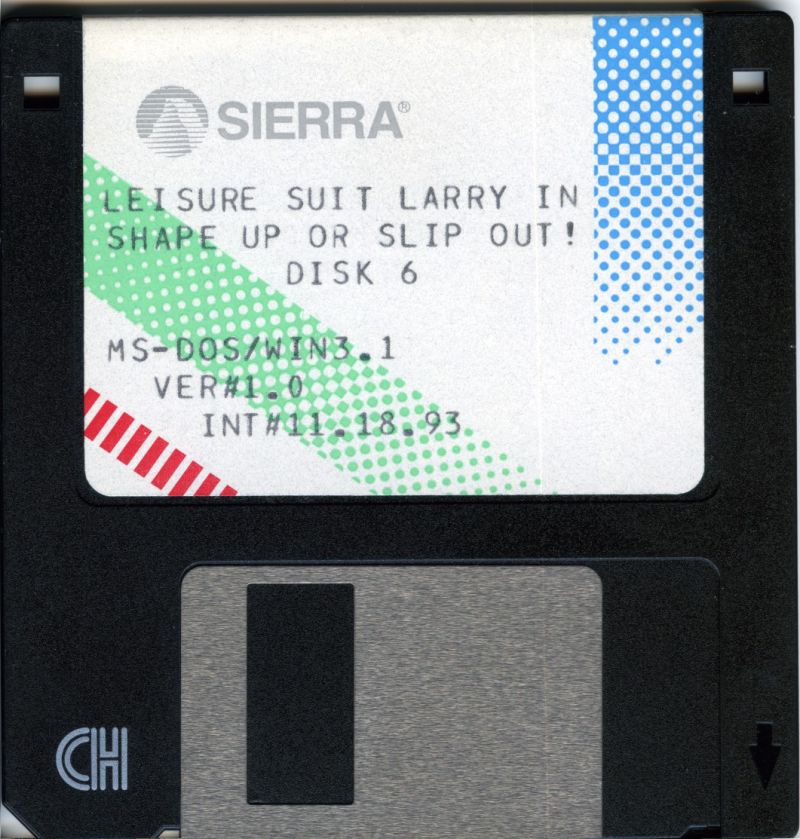 SIERRA®
LEISURE SUIT LARRY IN
SHAPE UP OR SLIP OUT!
DISK 6
MS-DOS/WIN3.1
VER#1.0
INT#11.18.93
CH